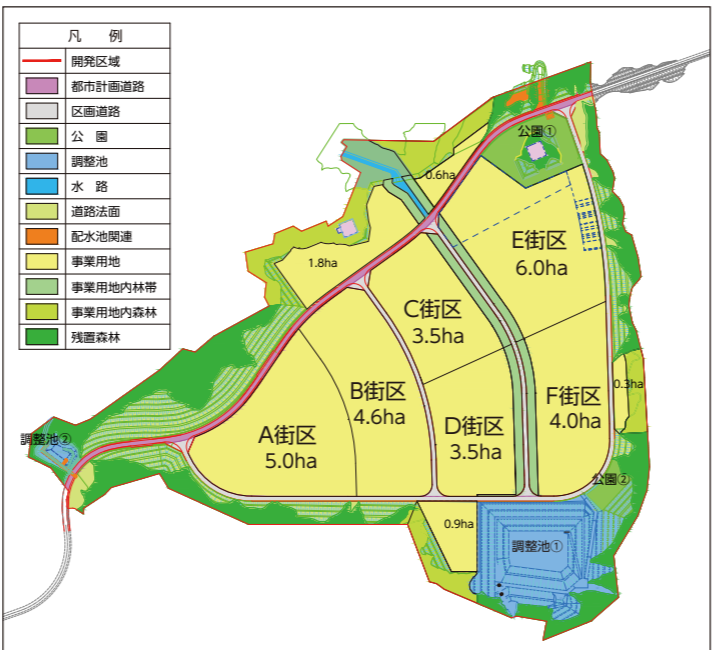 凡 例
開発区域
都市計画道路
区画道路
公 園
調整池
水 路
道路法面
配水池関連
事業用地
事業用地内林帯
事業用地内森林
残置森林
公園①
0.6ha
E街区
6.0ha
1.8ha
C街区
3.5ha
B街区
4.6ha
A街区
5.0ha
D街区
3.5ha
F街区
4.0ha
0.3ha
調整池②
公園②
0.9ha
調整池①